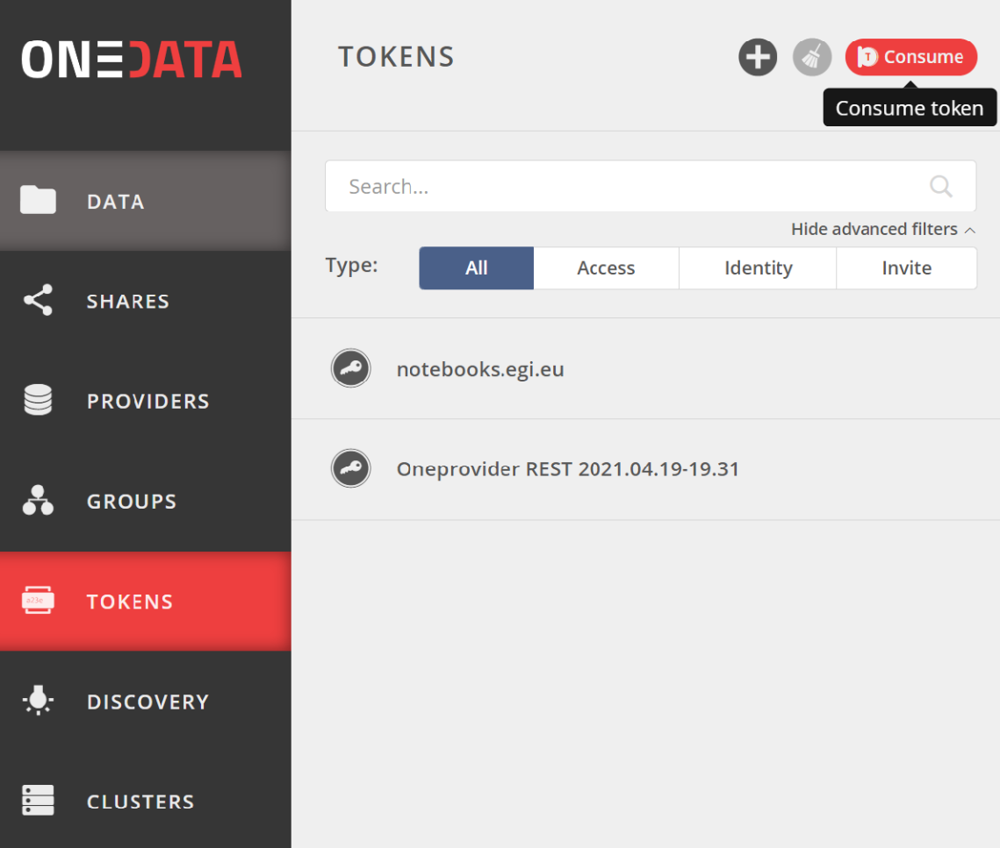 ONEDATA
DATA
SHARES
PROVIDERS
GROUPS
a23e
TOKENS
DISCOVERY
CLUSTERS
TOKENS
T Consume
Consume token
Search...
Hide advanced filters
Type: All Access Identity Invite
notebooks.egi.eu
Oneprovider REST 2021.04.19-19.31